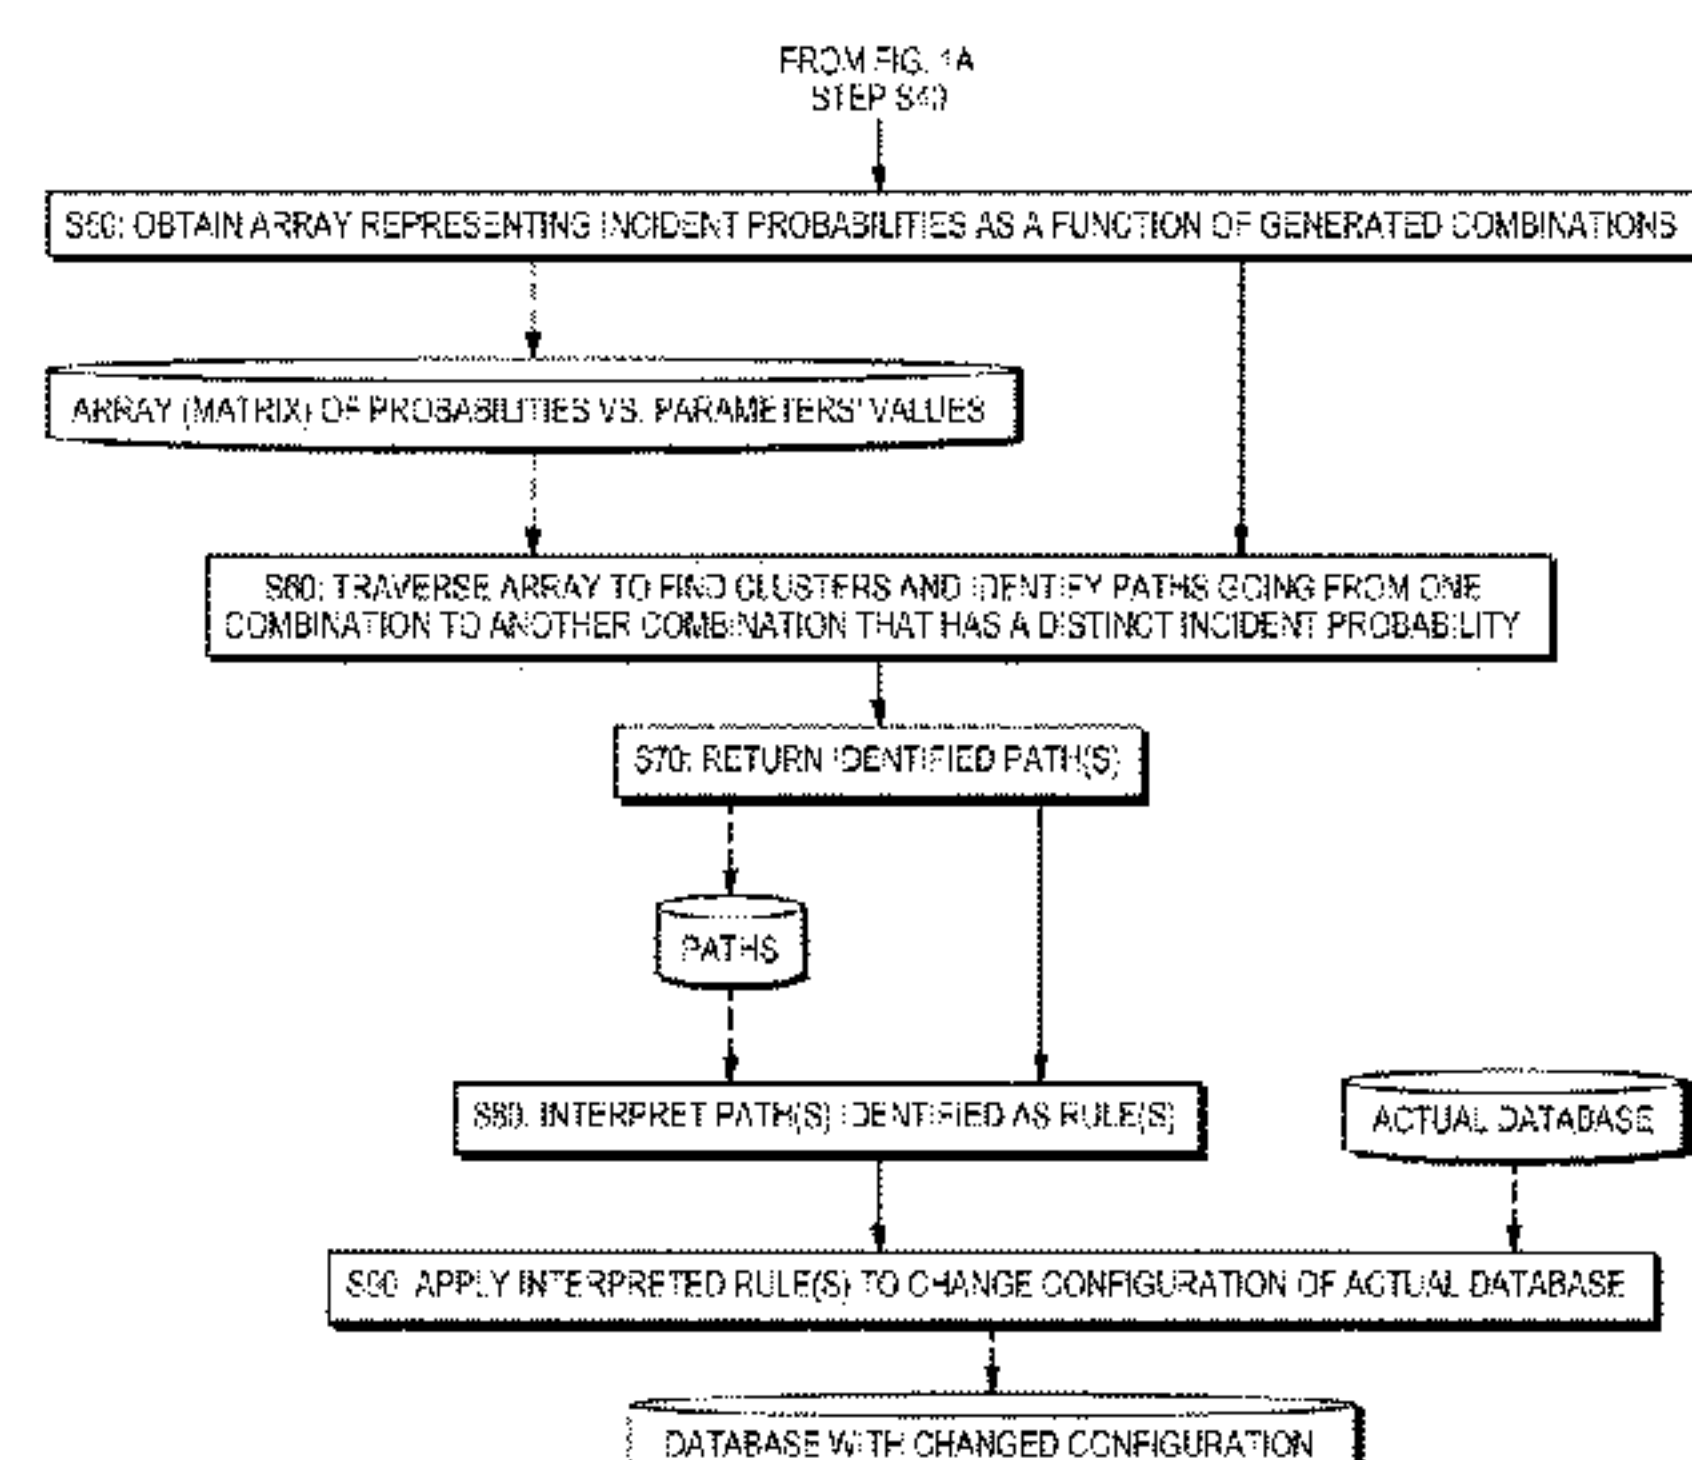 FROM FIG. 1A
STEP S40
S50: OBTAIN ARRAY REPRESENTING INCIDENT PROBABILITIES AS A FUNCTION OF GENERATED COMBINATIONS
ARRAY (MATRIX) OF PROBABILITIES VS. PARAMETERS' VALUES
S60: TRAVERSE ARRAY TO FIND CLUSTERS AND IDENTIFY PATHS GOING FROM ONE
COMBINATION TO ANOTHER COMBINATION THAT HAS A DISTINCT INCIDENT PROBABILITY
S70: RETURN IDENTIFIED PATH(S)
PATHS
S80: INTERPRET PATH(S) IDENTIFIED AS RULE(S)
ACTUAL DATABASE
S90: APPLY INTERPRETED RULE(S) TO CHANGE CONFIGURATION OF ACTUAL DATABASE
DATABASE WITH CHANGED CONFIGURATION